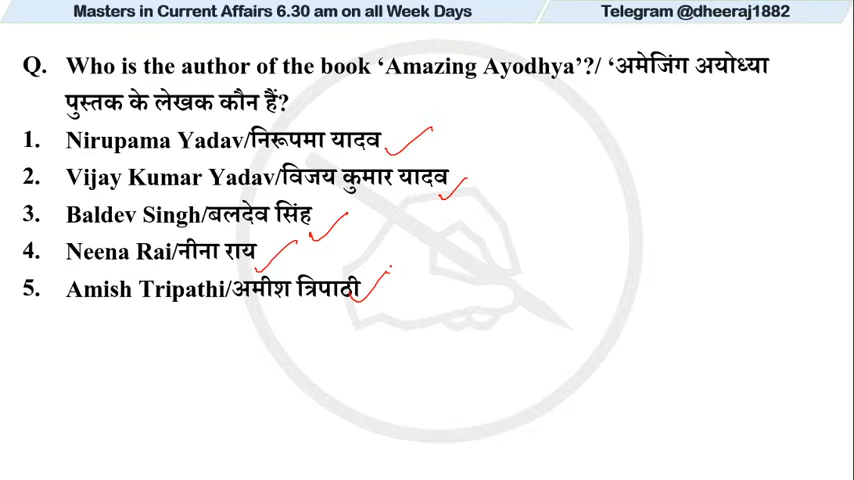 Masters in Current Affairs 6.30 am on all Week Days
Telegram @dheeraj1882
Q. Who is the author of the book ‘Amazing Ayodhya’?/ ‘अमेजिंग अयोध्या
पुस्तक के लेखक कौन हैं?
1. Nirupama Yadav/निरूपमा यादव
2. Vijay Kumar Yadav/विजय कुमार यादव
3. Baldev Singh/बलदेव सिंह
4. Neena Rai/नीना राय
5. Amish Tripathi/अमीश त्रिपाठी